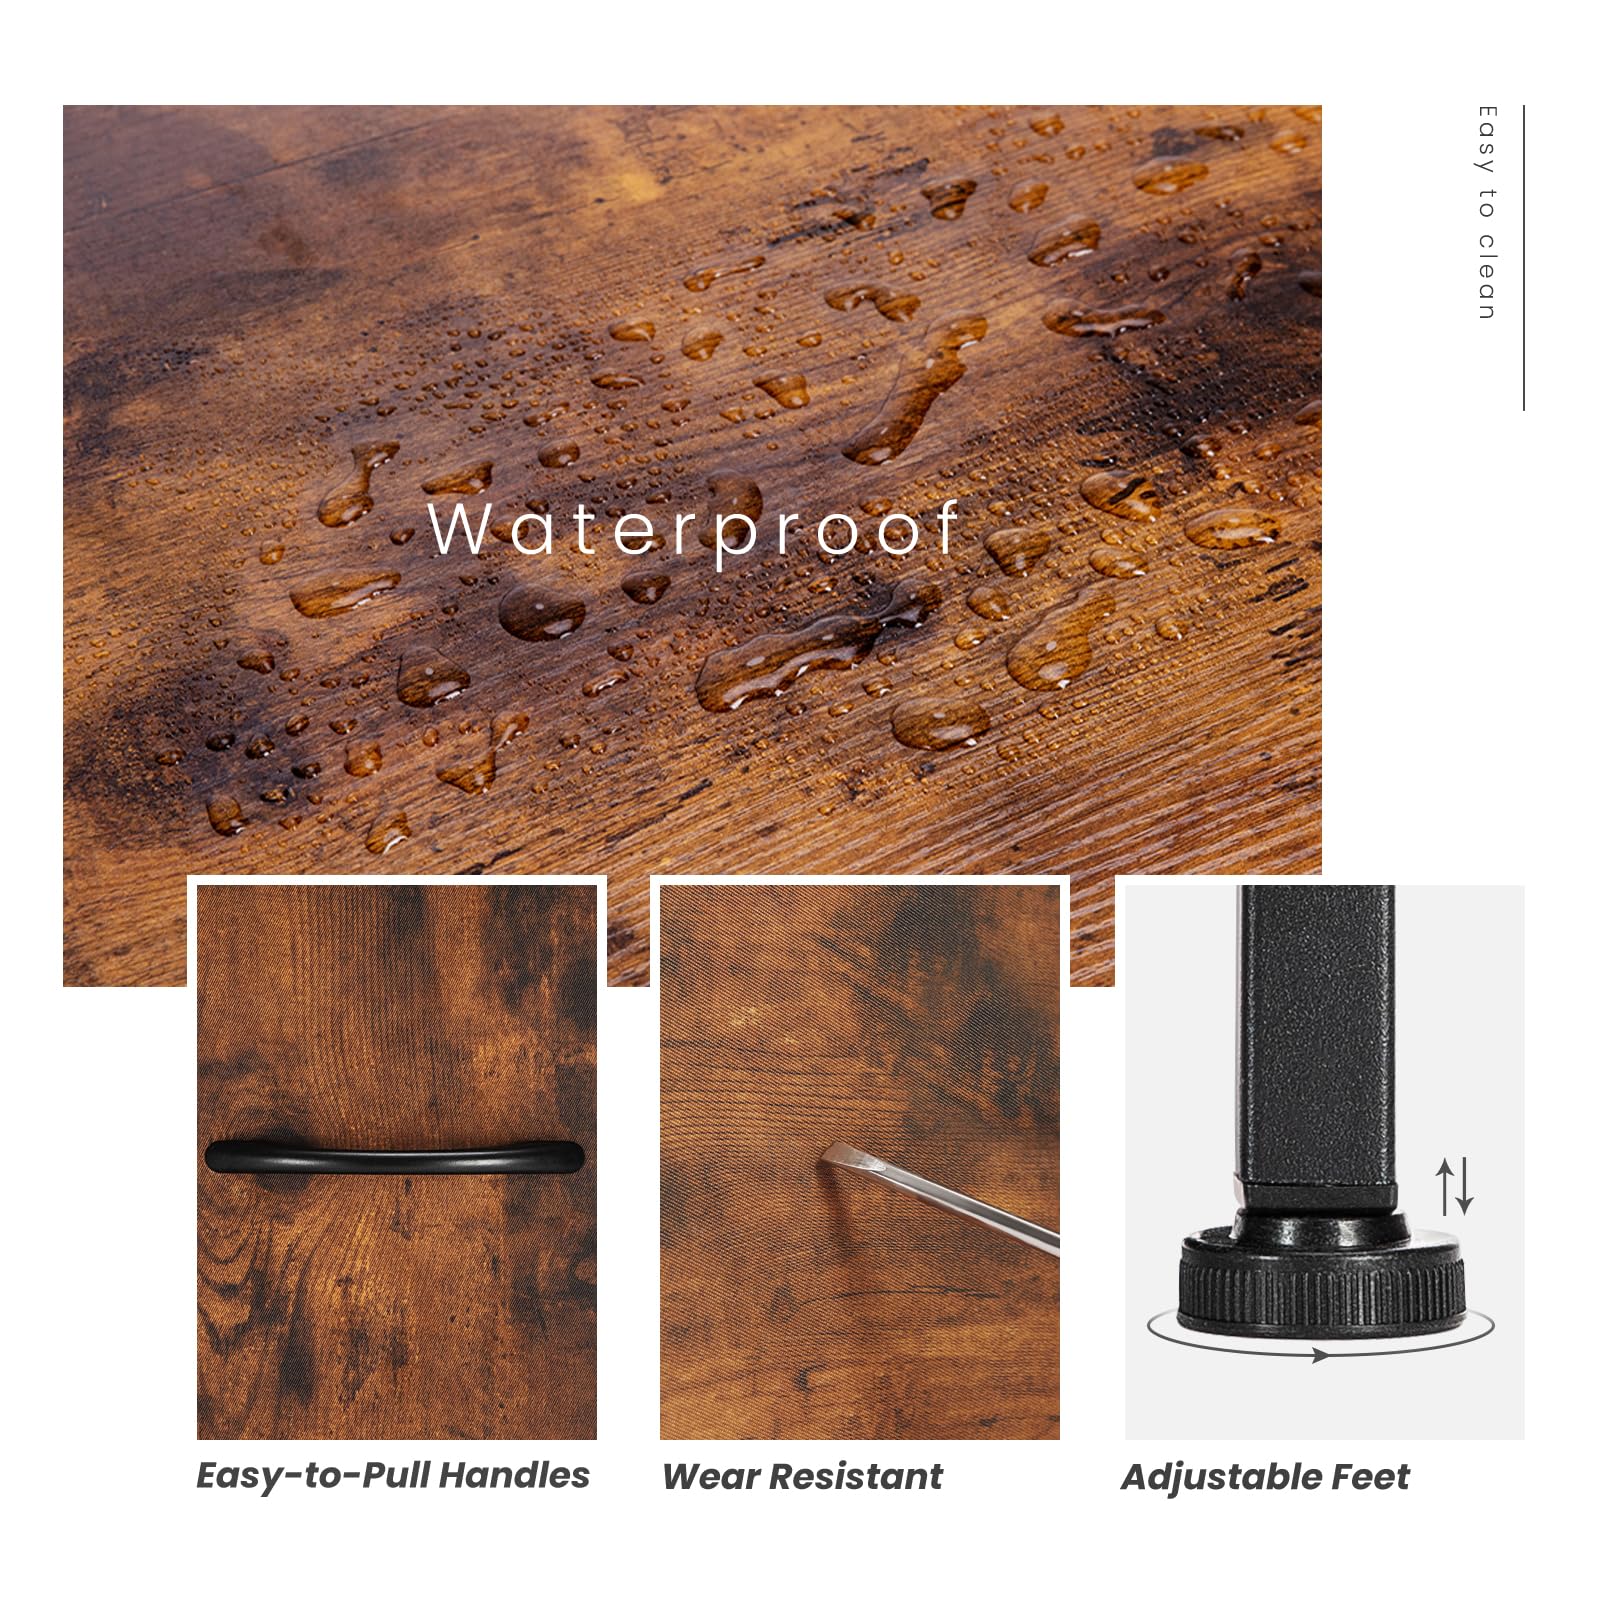 Easy to clean
Waterproof
Easy-to-Pull Handles
Wear Resistant
Adjustable Feet